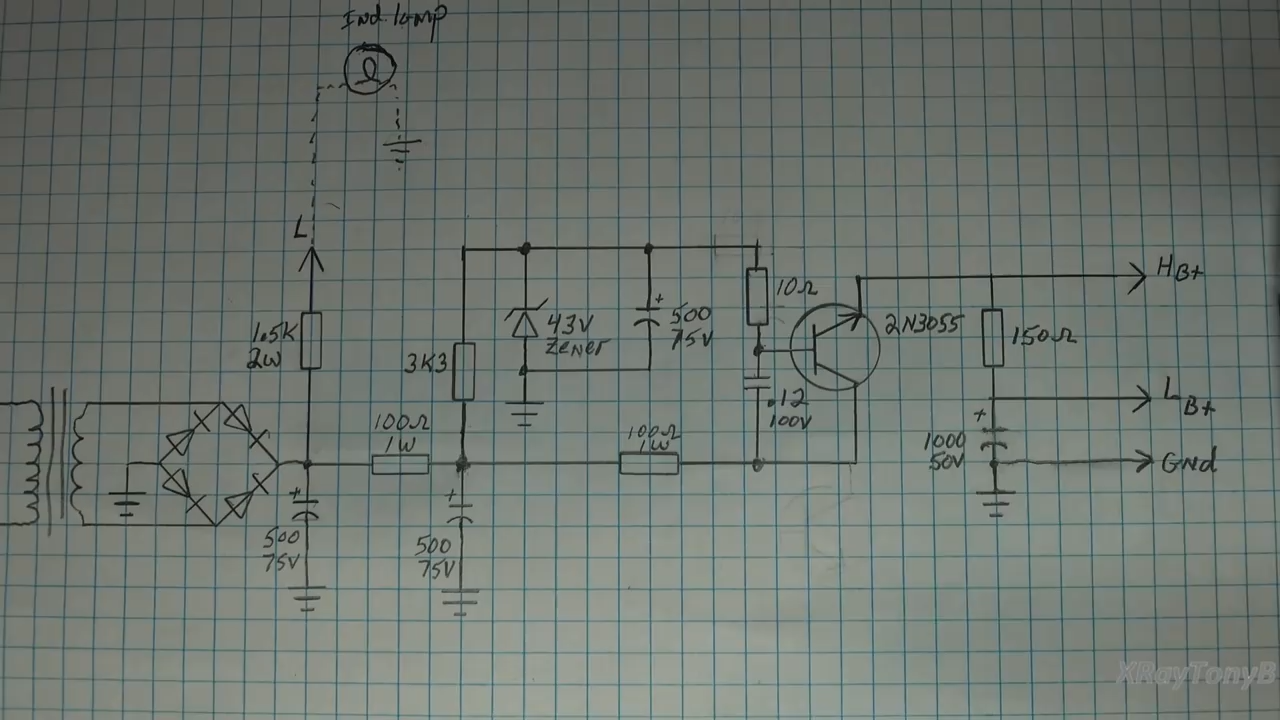 Ind lamp
L
1.5K
2W
3K3
43V
Zener
500
75V
10Ω
2N3055
HB+
150Ω
LB+
.12
100V
100Ω
1W
100Ω
1W
1000
50V
GNd
500
75V
500
75V
XRayTonyB